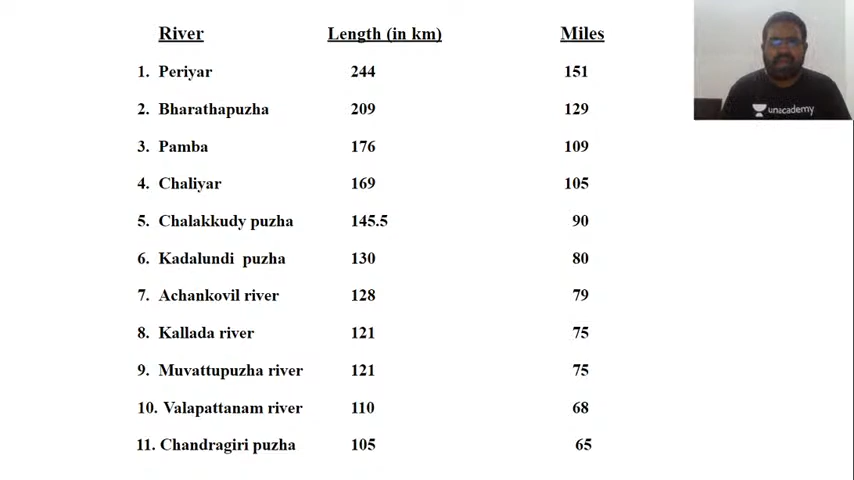 River Length (in km) Miles
1. Periyar 244 151
2. Bharathapuzha 209 129
3. Pamba 176 109
4. Chaliyar 169 105
5. Chalakkudy puzha 145.5 90
6. Kadalundi puzha 130 80
7. Achankovil river 128 79
8. Kallada river 121 75
9. Muvattupuzha river 121 75
10. Valapattanam river 110 68
11. Chandragiri puzha 105 65
unacademy